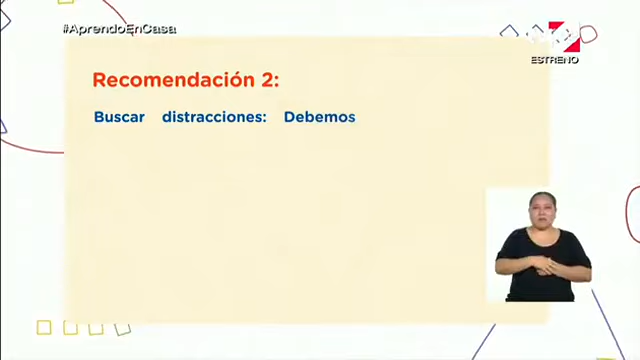 #AprendoEnCasa
ESTRENO
Recomendación 2:
Buscar distracciones: Debemos